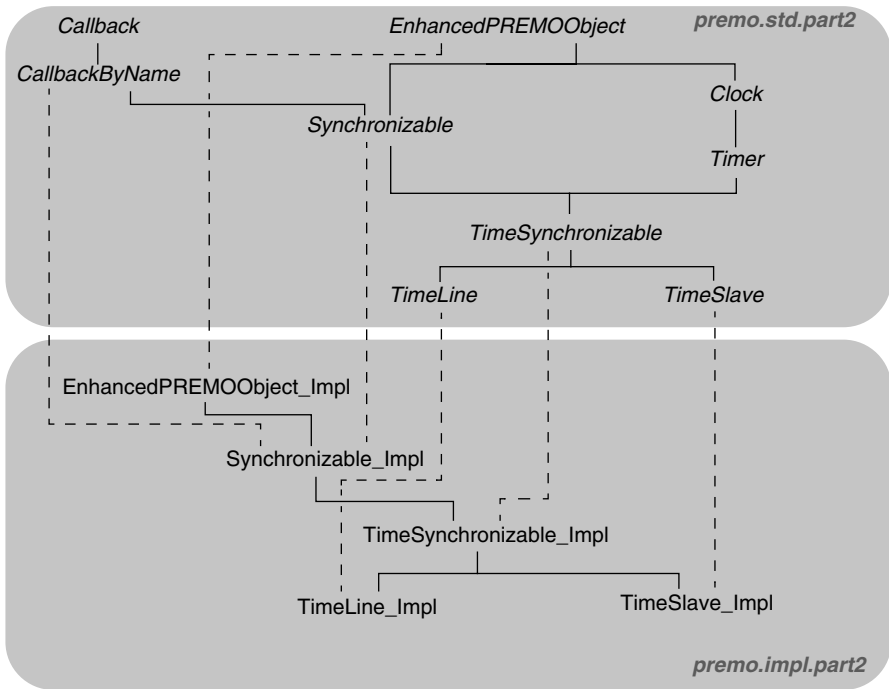 Callback
EnhancedPREMOObject
premo.std.part2
CallbackByName
Clock
Synchronizable
Timer
TimeSynchronizable
TimeLine
TimeSlave
EnhancedPREMOObject_Impl
Synchronizable_Impl
TimeSynchronizable_Impl
TimeLine_Impl
TimeSlave_Impl
premo.impl.part2